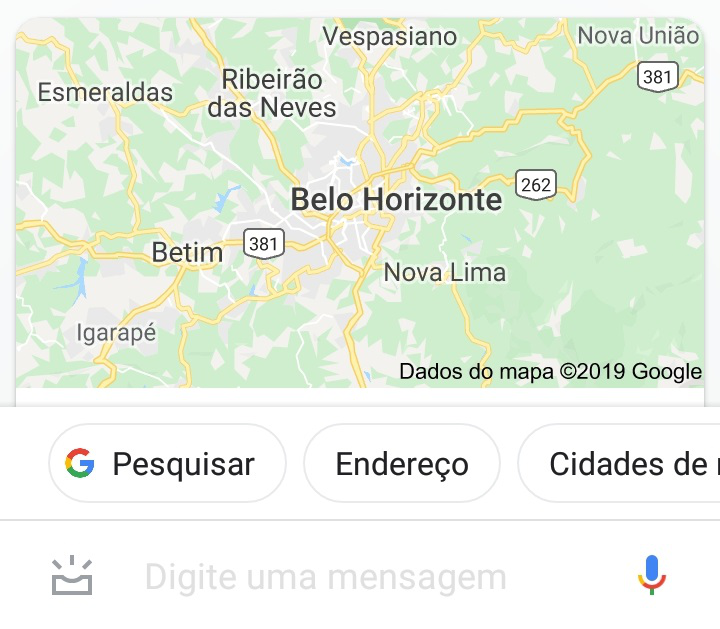 Vespasiano
Nova União
381
Esmeraldas
Ribeirão
das Neves
262
Belo Horizonte
Betim
381
Nova Lima
Igarapé
Dados do mapa ©2019 Google
Pesquisar
Endereço
Cidades de
Digite uma mensagem